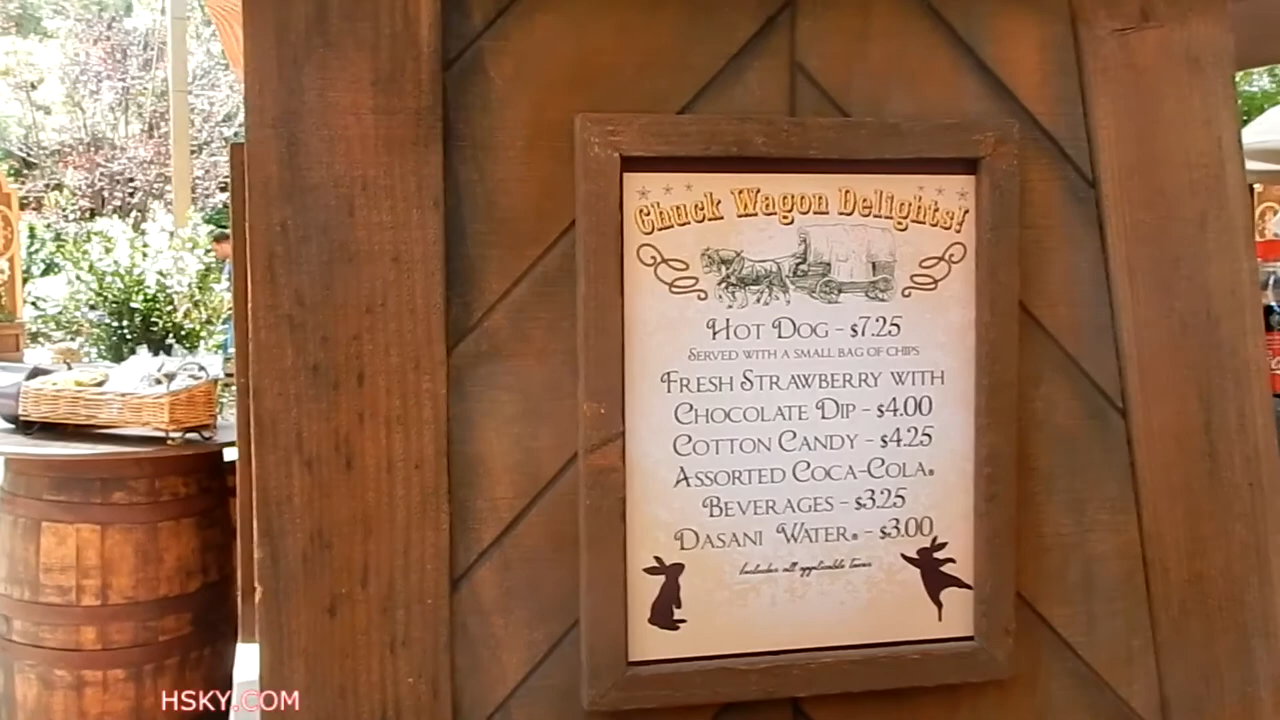 Chuck Wagon Delights!
Hot Dog - $7.25
Served with a small bag of chips
Fresh Strawberry with
Chocolate Dip - $4.00
Cotton Candy - $4.25
Assorted Coca-Cola®
Beverages - $3.25
Dasani Water® - $3.00
Includes all applicable taxes
HSKY.COM